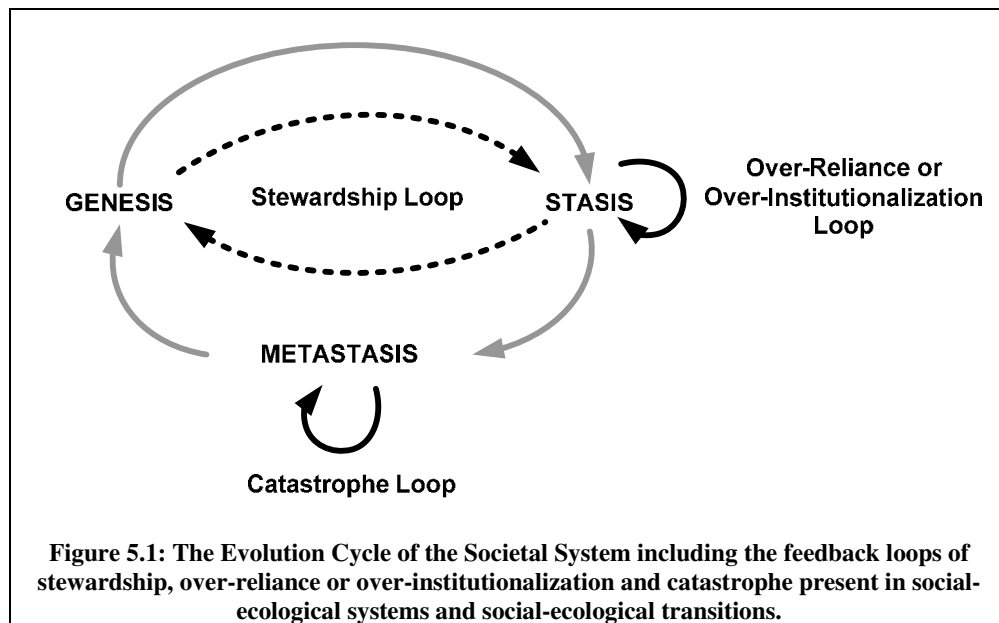 Over-Reliance or
Over-Institutionalization
Loop
GENESIS
Stewardship Loop
STASIS
METASTASIS
Catastrophe Loop
Figure 5.1: The Evolution Cycle of the Societal System including the feedback loops of
stewardship, over-reliance or over-institutionalization and catastrophe present in social-
ecological systems and social-ecological transitions.